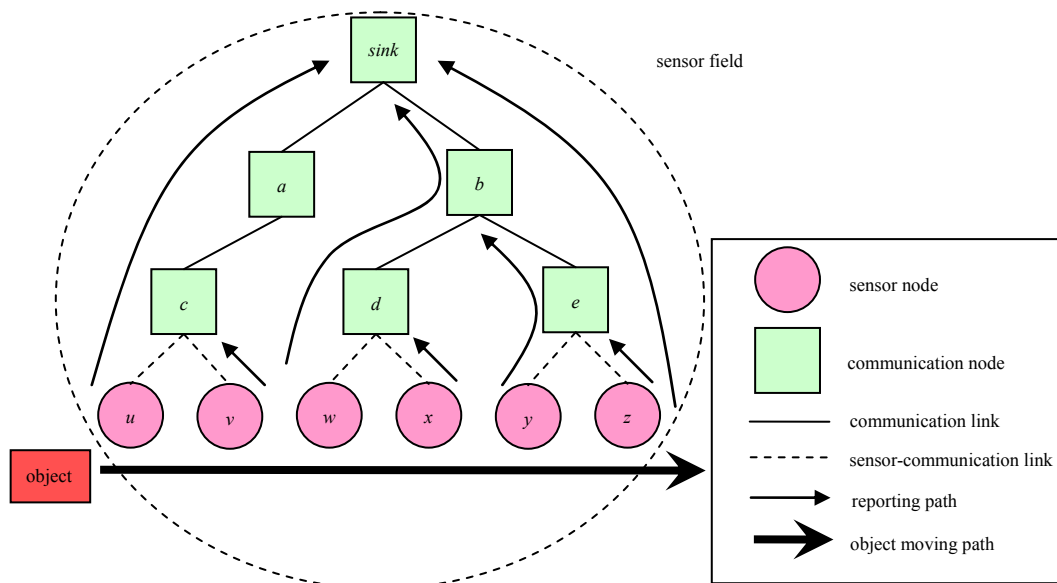 sink
sensor field
a
b
c
d
e
sensor node
communication node
u
v
w
x
y
z
communication link
object
sensor-communication link
reporting path
object moving path